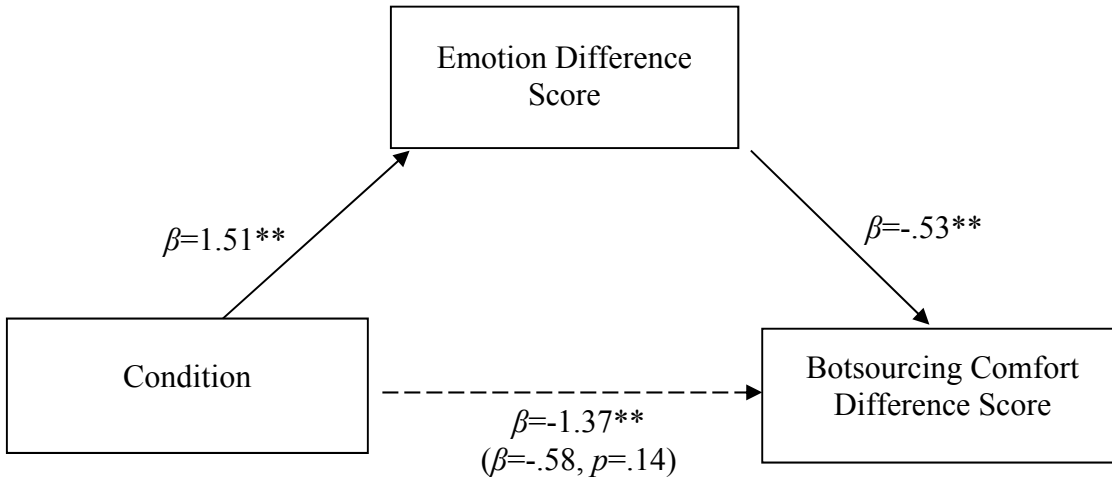 Emotion Difference
Score
β=1.51**
β=-.53**
Condition
Botsourcing Comfort
Difference Score
β=-1.37**
(β=-.58, p=.14)